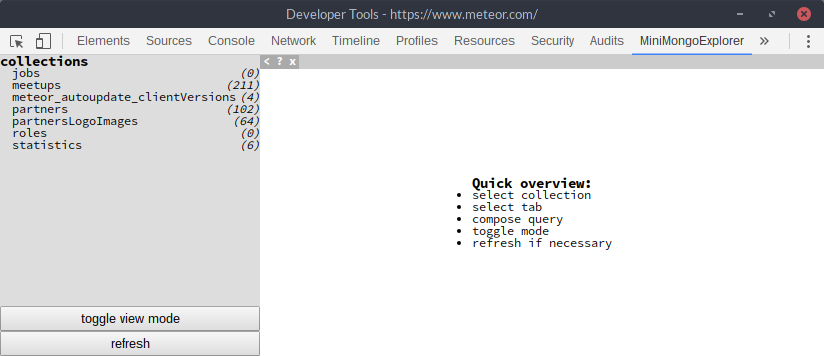 Developer Tools - https://www.meteor.com/
Elements Sources Console Network Timeline Profiles Resources Security Audits MiniMongoExplorer »
collections
jobs (0)
meetups (211)
meteor_autoupdate_clientVersions (4)
partners (102)
partnersLogoImages (64)
roles (0)
statistics (6)
toggle view mode
refresh
< ? x
Quick overview:
• select collection
• select tab
• compose query
• toggle mode
• refresh if necessary